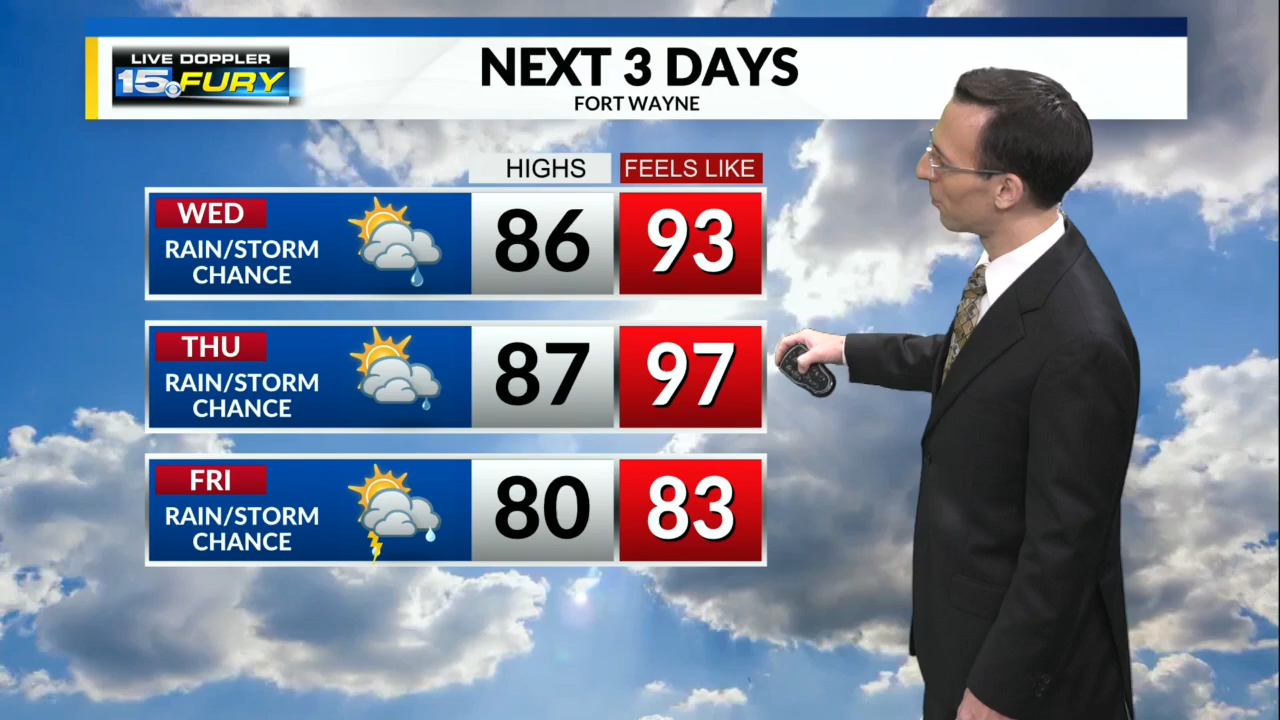 LIVE DOPPLER
15 FURY
NEXT 3 DAYS
FORT WAYNE
HIGHS FEELS LIKE
WED
RAIN/STORM
CHANCE
86 93
THU
RAIN/STORM
CHANCE
87 97
FRI
RAIN/STORM
CHANCE
80 83